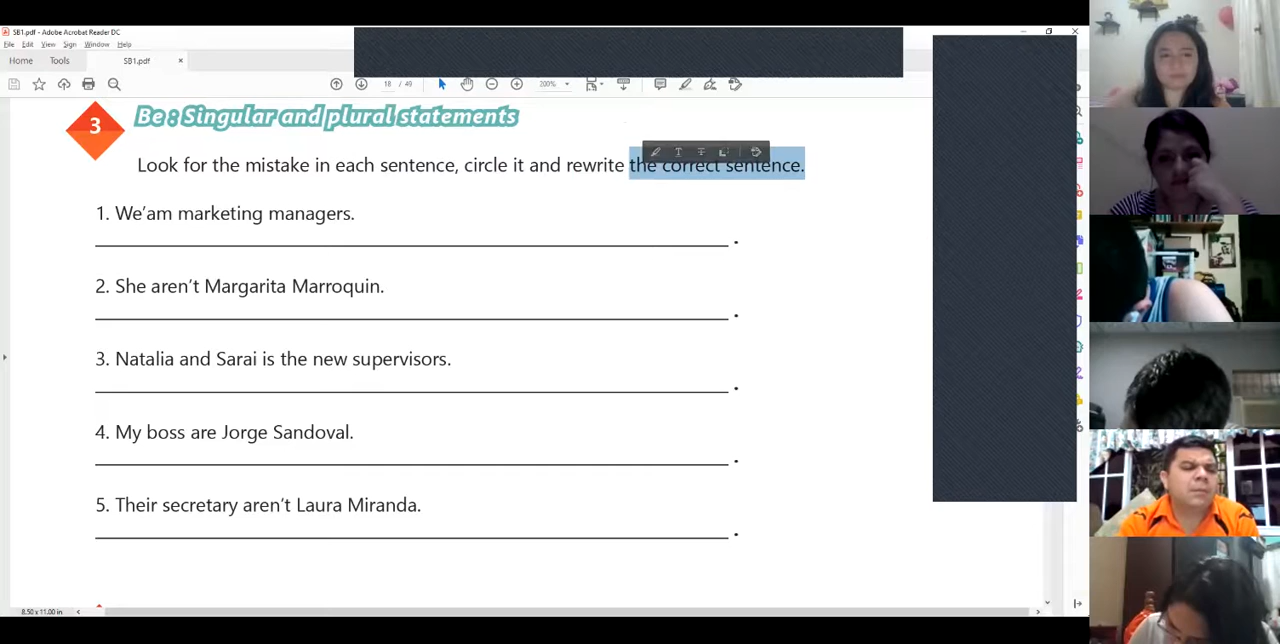 SB1.pdf - Adobe Acrobat Reader DC
File Edit View Sign Window Help
Home Tools SB1.pdf ×
18 / 49 200%
3 Be : Singular and plural statements
Look for the mistake in each sentence, circle it and rewrite the correct sentence.
1. We'am marketing managers.
.
2. She aren't Margarita Marroquin.
.
3. Natalia and Sarai is the new supervisors.
.
4. My boss are Jorge Sandoval.
.
5. Their secretary aren't Laura Miranda.
.
8.50 x 11.00 in